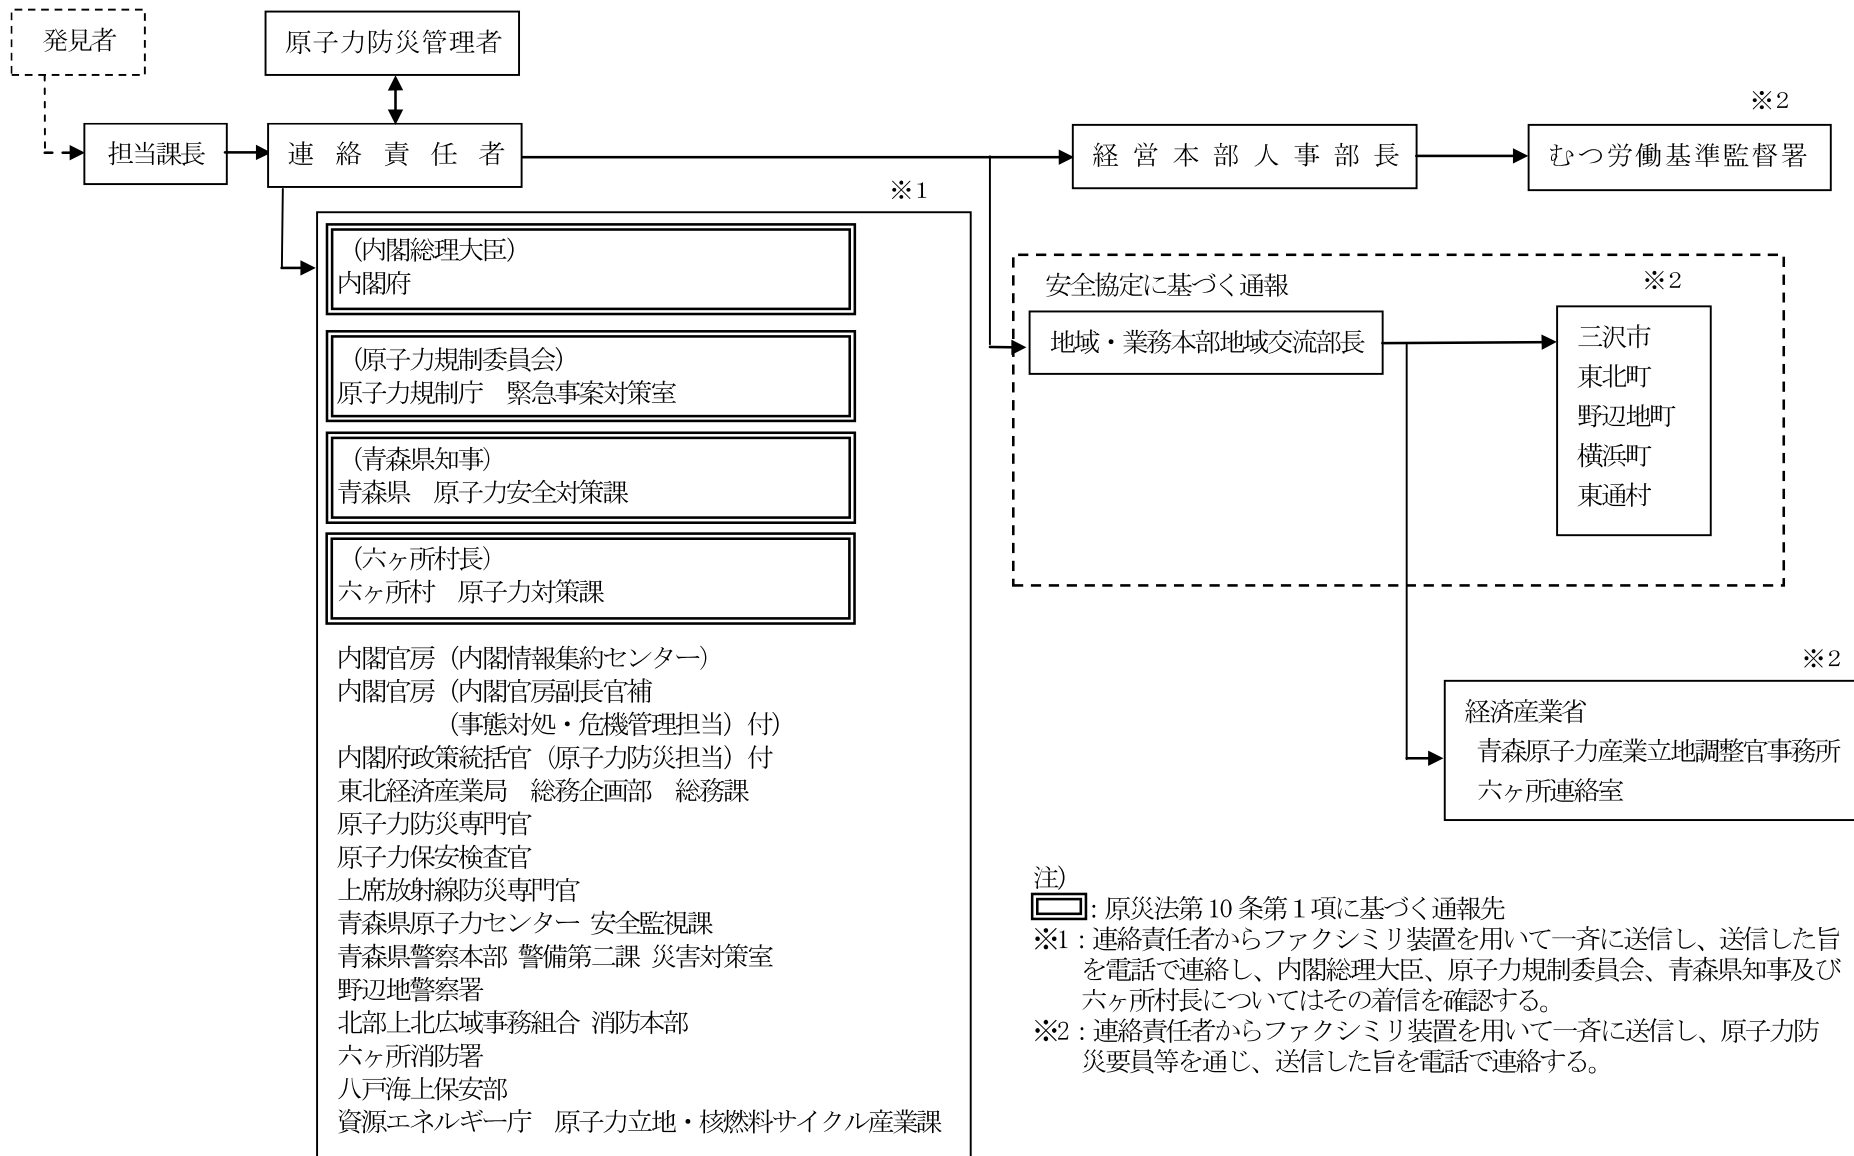 発見者
原子力防災管理者
担当課長
連絡責任者
経営本部人事部長
※2
むつ労働基準監督署
※1
（内閣総理大臣）
内閣府
（原子力規制委員会）
原子力規制庁　緊急事案対策室
（青森県知事）
青森県　原子力安全対策課
（六ヶ所村長）
六ヶ所村　原子力対策課
内閣官房（内閣情報集約センター）
内閣官房（内閣官房副長官補
（事態対処・危機管理担当）付）
内閣府政策統括官（原子力防災担当）付
東北経済産業局　総務企画部　総務課
原子力防災専門官
原子力保安検査官
上席放射線防災専門官
青森県原子力センター 安全監視課
青森県警察本部 警備第二課 災害対策室
野辺地警察署
北部上北広域事務組合 消防本部
六ヶ所消防署
八戸海上保安部
資源エネルギー庁　原子力立地・核燃料サイクル産業課
安全協定に基づく通報
※2
地域・業務本部地域交流部長
三沢市
東北町
野辺地町
横浜町
東通村
※2
経済産業省
青森原子力産業立地調整官事務所
六ヶ所連絡室
注）
：原災法第 10 条第 1 項に基づく通報先
※1：連絡責任者からファクシミリ装置を用いて一斉に送信し、送信した旨
を電話で連絡し、内閣総理大臣、原子力規制委員会、青森県知事及び
六ヶ所村長についてはその着信を確認する。
※2：連絡責任者からファクシミリ装置を用いて一斉に送信し、原子力防
災要員等を通じ、送信した旨を電話で連絡する。